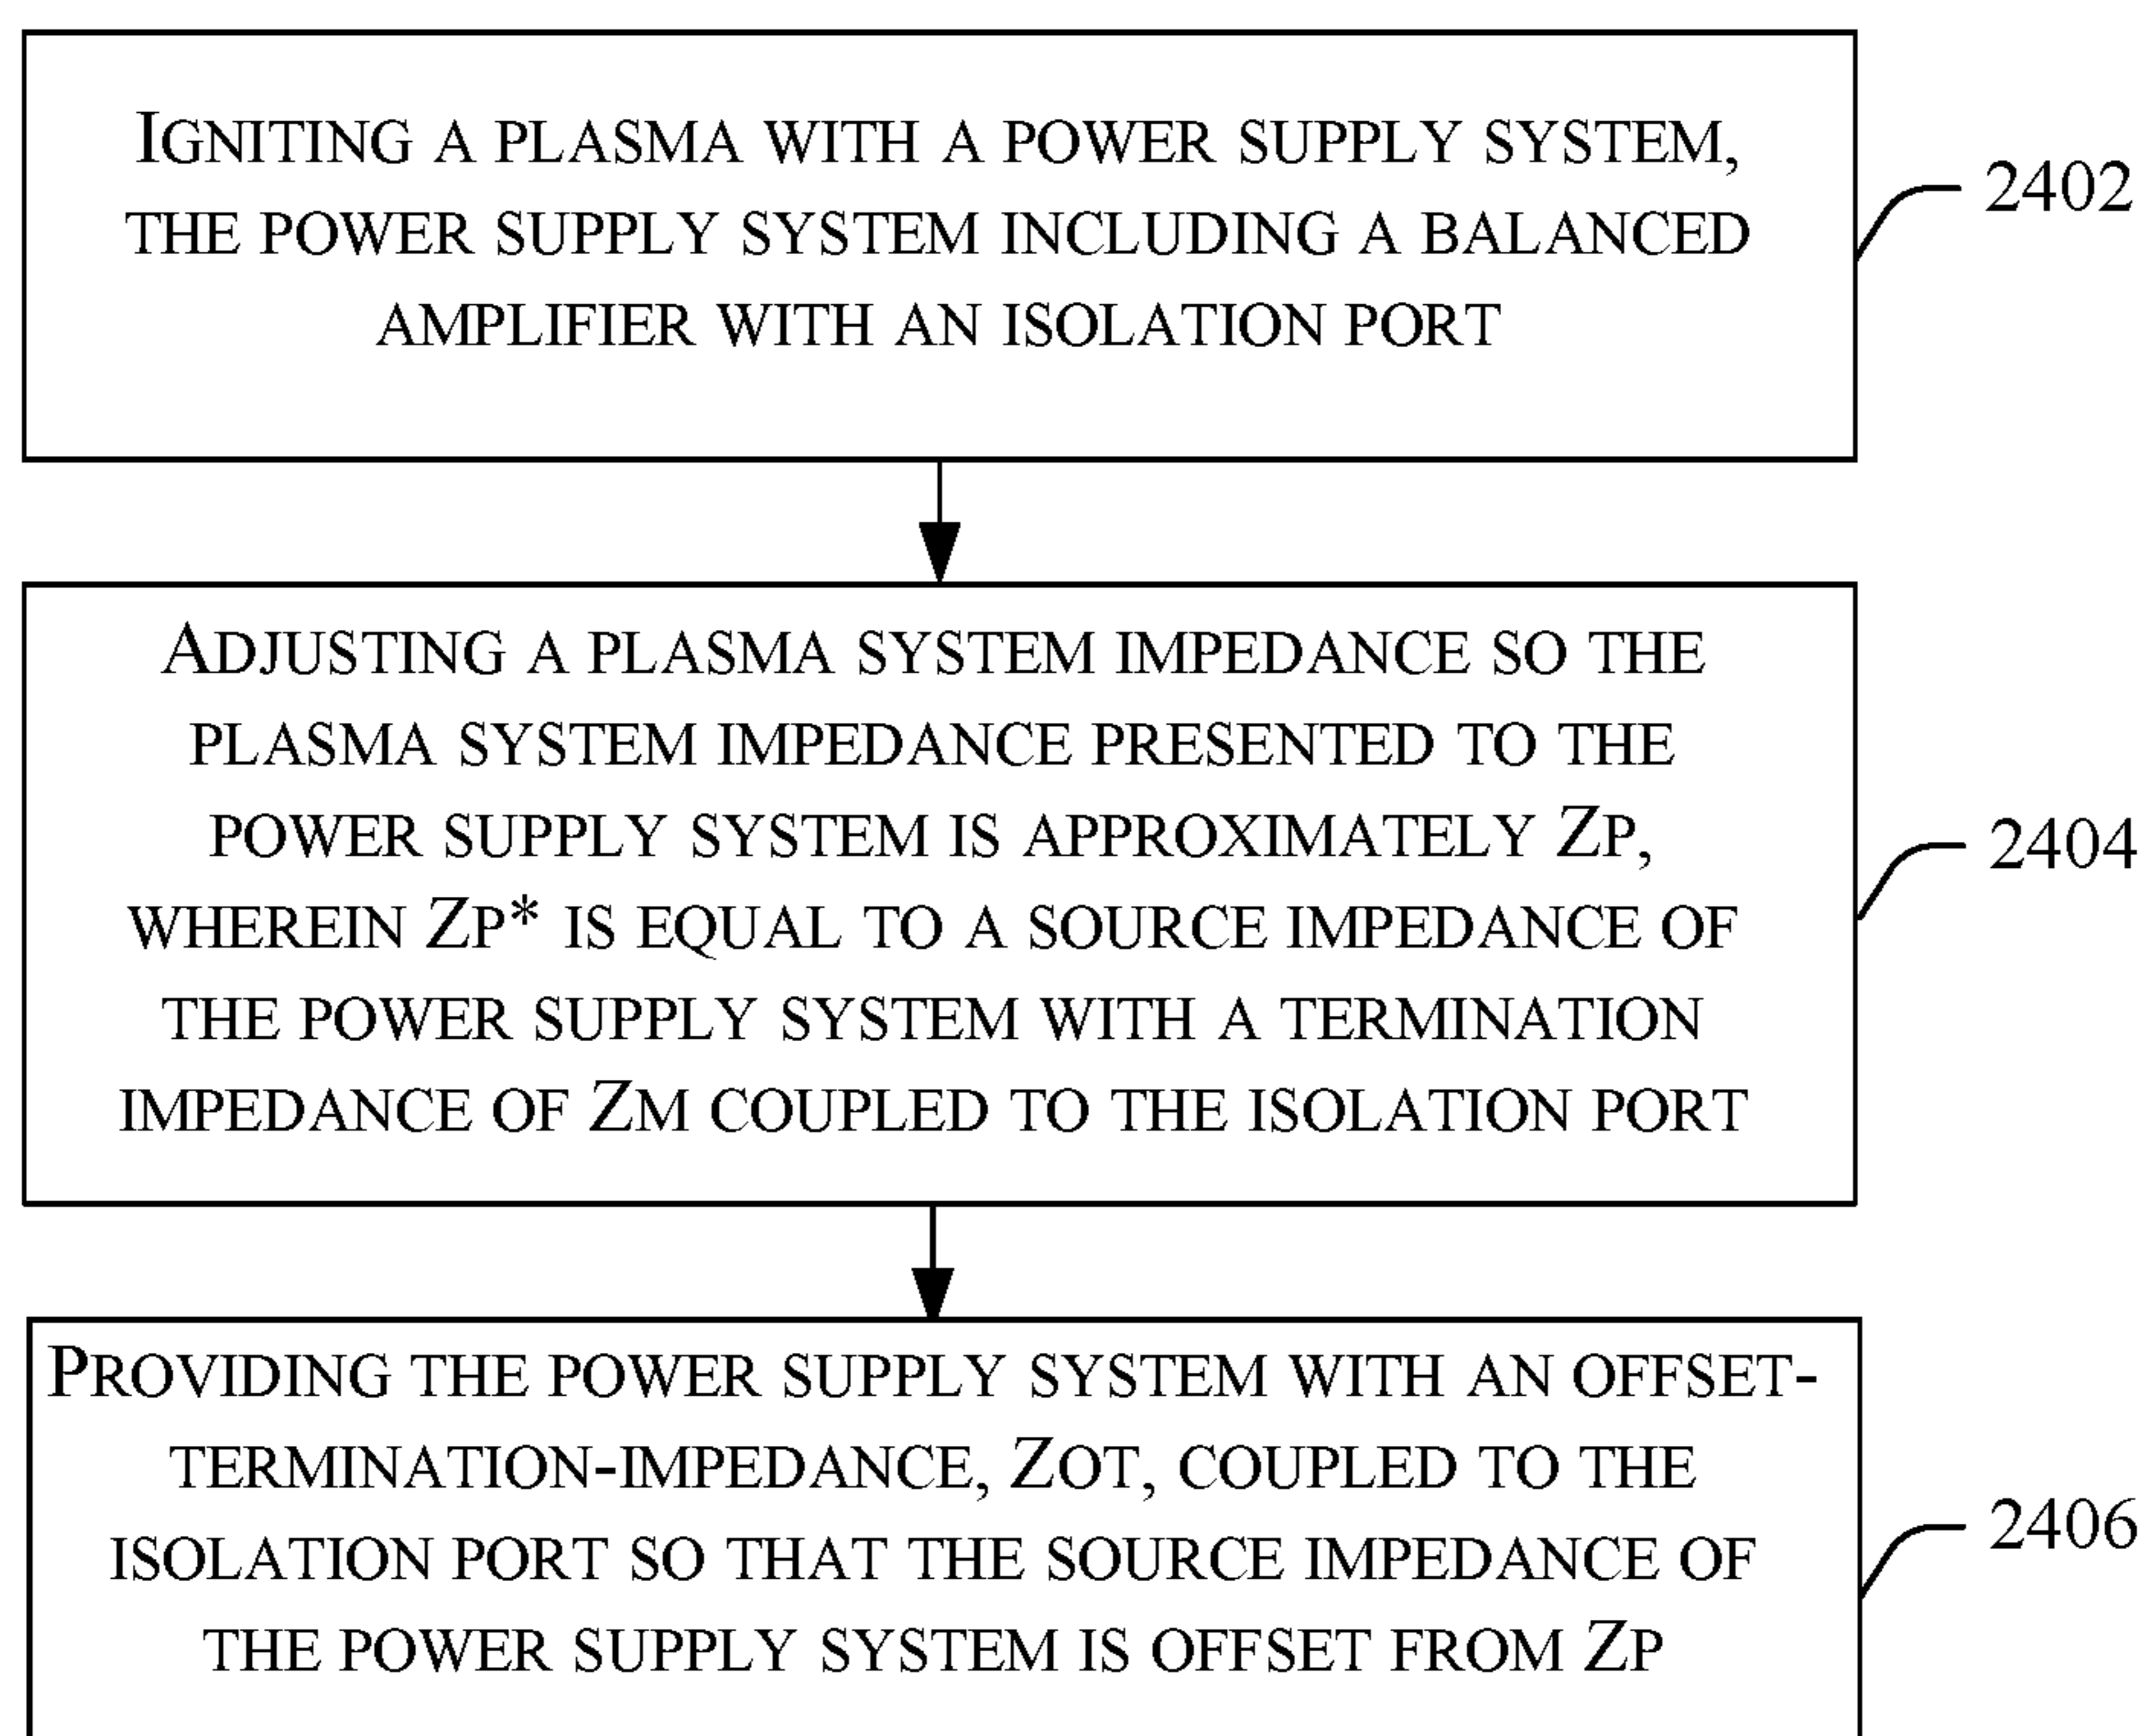 IGNITING A PLASMA WITH A POWER SUPPLY SYSTEM,
THE POWER SUPPLY SYSTEM INCLUDING A BALANCED
AMPLIFIER WITH AN ISOLATION PORT
2402
ADJUSTING A PLASMA SYSTEM IMPEDANCE SO THE
PLASMA SYSTEM IMPEDANCE PRESENTED TO THE
POWER SUPPLY SYSTEM IS APPROXIMATELY ZP,
WHEREIN ZP* IS EQUAL TO A SOURCE IMPEDANCE OF
THE POWER SUPPLY SYSTEM WITH A TERMINATION
IMPEDANCE OF ZM COUPLED TO THE ISOLATION PORT
2404
PROVIDING THE POWER SUPPLY SYSTEM WITH AN OFFSET-
TERMINATION-IMPEDANCE, ZOT, COUPLED TO THE
ISOLATION PORT SO THAT THE SOURCE IMPEDANCE OF
THE POWER SUPPLY SYSTEM IS OFFSET FROM ZP
2406